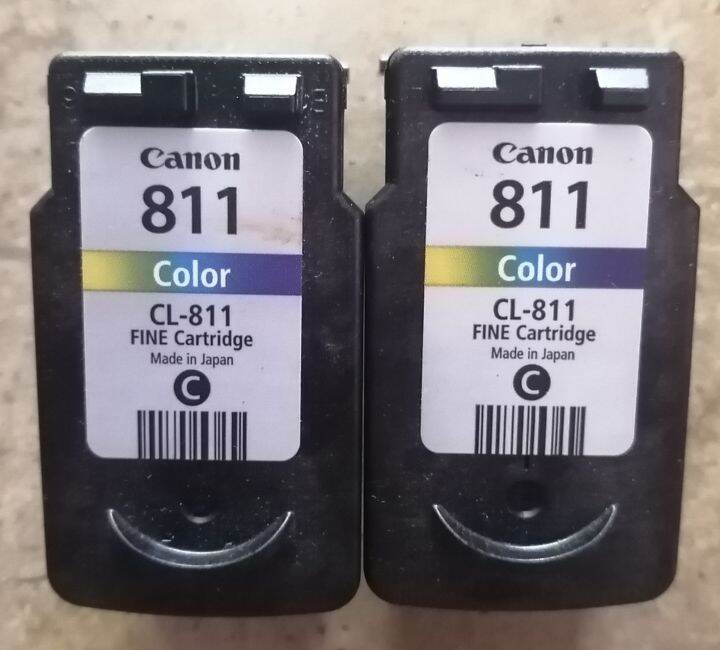 Canon
811
Color
CL-811
FINE Cartridge
Made in Japan
C
Canon
811
Color
CL-811
FINE Cartridge
Made in Japan
C